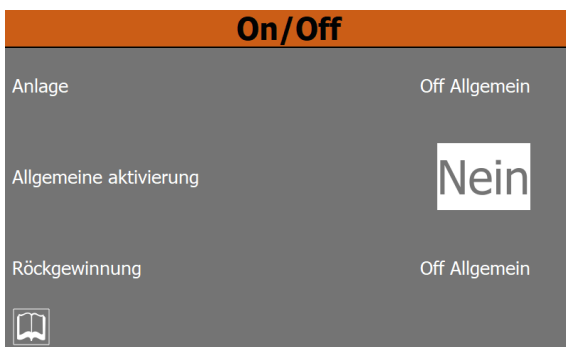 On/Off
Anlage Off Allgemein
Allgemeine aktivierung Nein
Röckgewinnung Off Allgemein